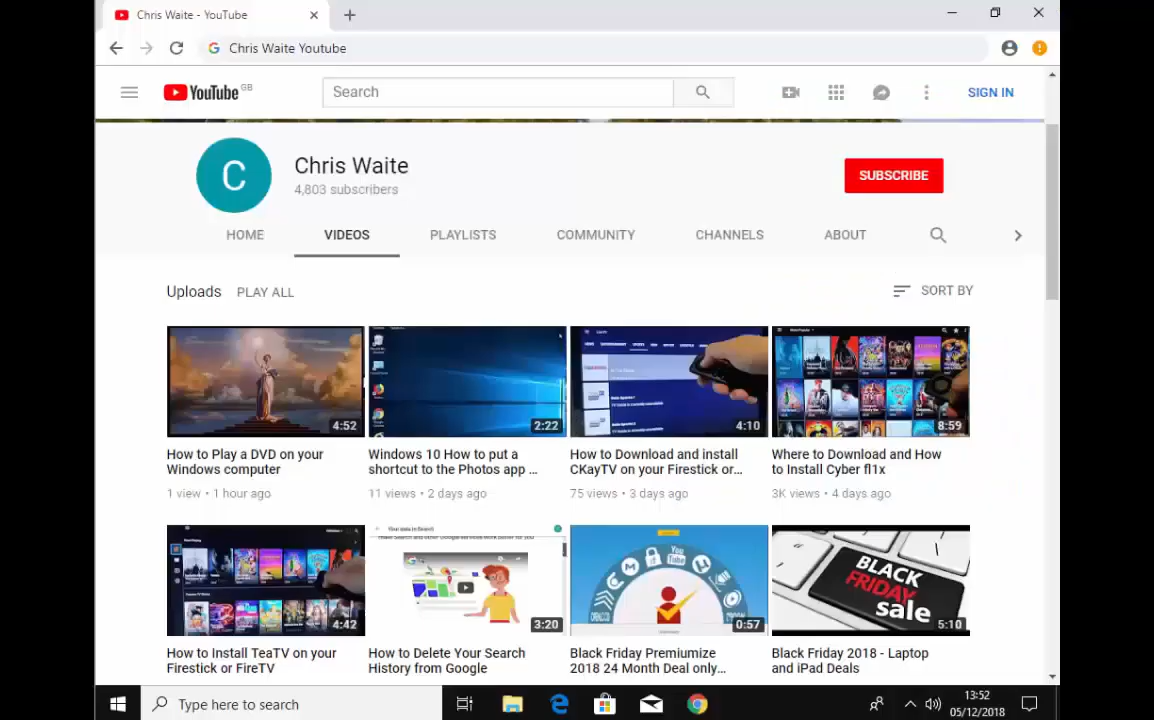 Chris Waite - YouTube
Chris Waite Youtube
YouTube GB
Search
SIGN IN
Chris Waite
4,803 subscribers
SUBSCRIBE
HOME
VIDEOS
PLAYLISTS
COMMUNITY
CHANNELS
ABOUT
Uploads
PLAY ALL
SORT BY
4:52
2:22
4:10
8:59
How to Play a DVD on your
Windows computer
1 view • 1 hour ago
Windows 10 How to put a
shortcut to the Photos app ...
11 views • 2 days ago
How to Download and install
CKayTV on your Firestick or...
75 views • 3 days ago
Where to Download and How
to Install Cyber fl1x
3K views • 4 days ago
4:42
3:20
You
Tube
0:57
BLACK
FRIDAY
sale
5:10
How to Install TeaTV on your
Firestick or FireTV
How to Delete Your Search
History from Google
Black Friday Premiumize
2018 24 Month Deal only...
Black Friday 2018 - Laptop
and iPad Deals
Type here to search
13:52
05/12/2018